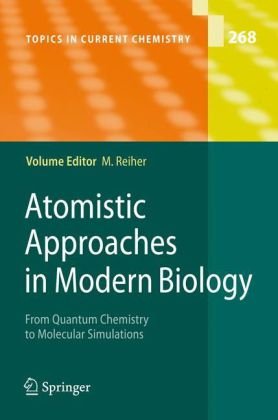 TOPICS IN CURRENT CHEMISTRY 268
Volume Editor M. Reiher
Atomistic
Approaches
in Modern Biology
From Quantum Chemistry
to Molecular Simulations
Springer